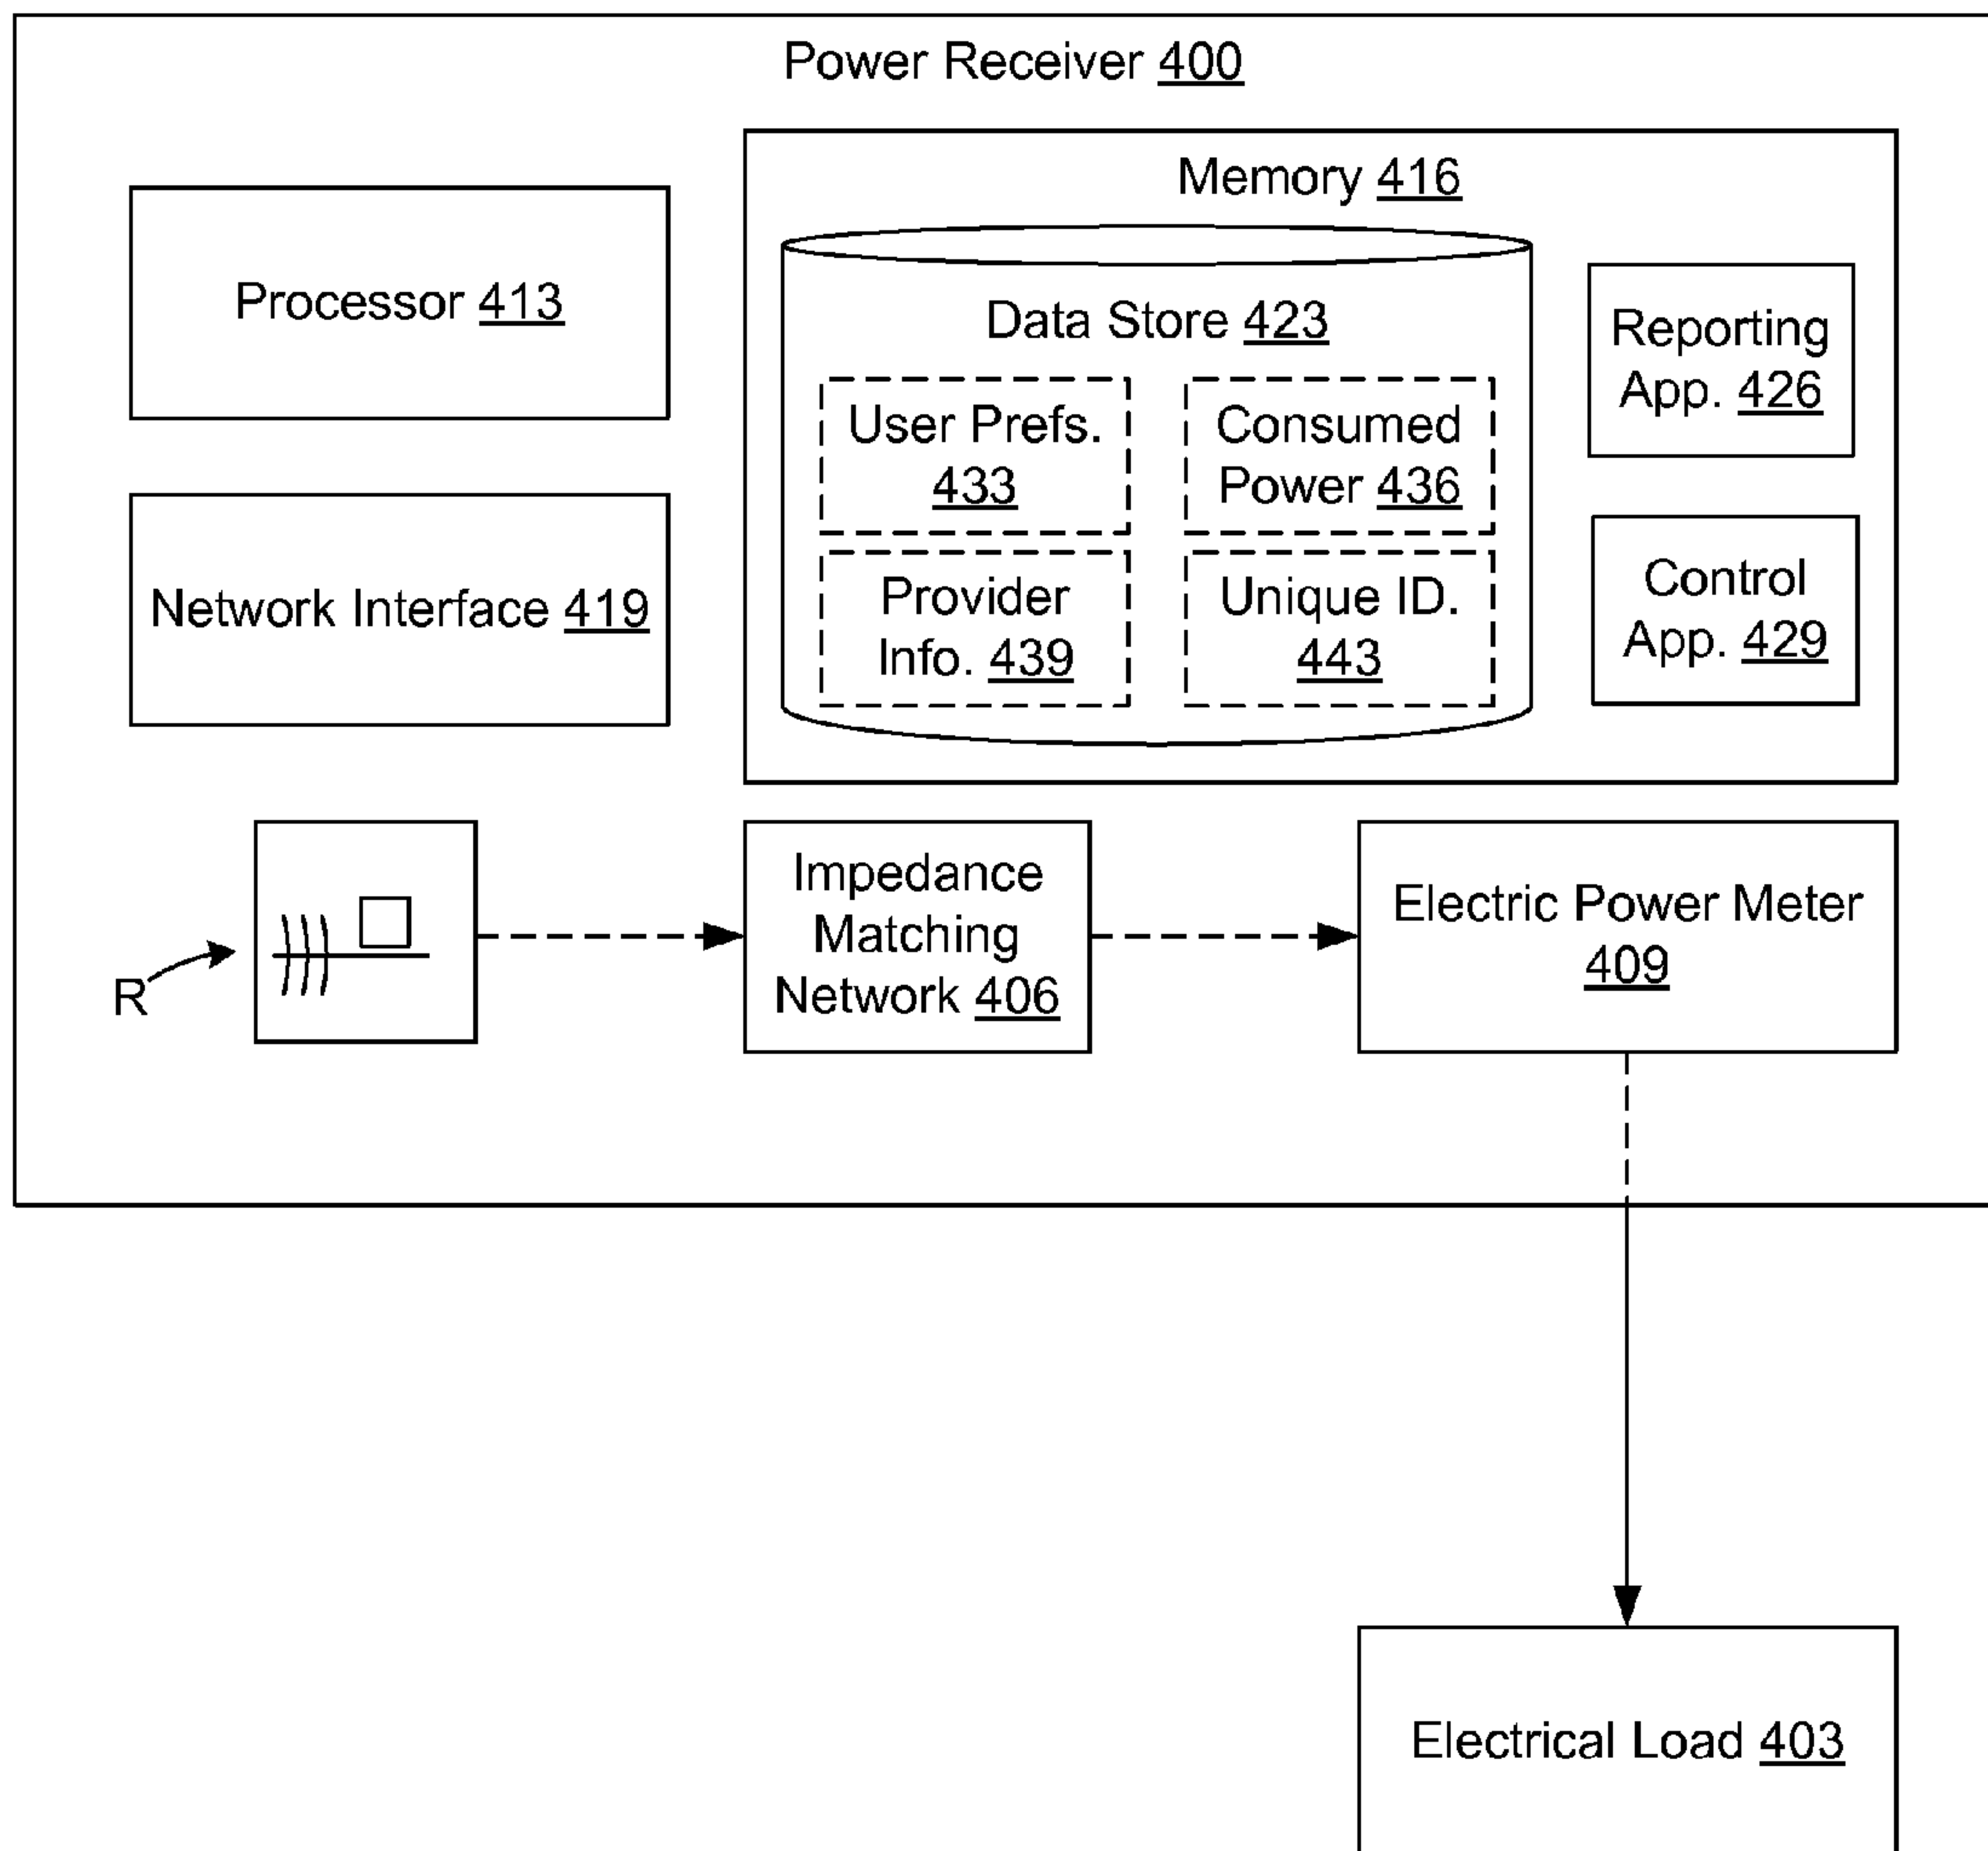 Power Receiver 400
Memory 416
Processor 413
Data Store 423
Reporting
App. 426
User Prefs.
433
Consumed
Power 436
Network Interface 419
Provider
Info. 439
Unique ID.
443
Control
App. 429
R
Impedance
Matching
Network 406
Electric Power Meter
409
Electrical Load 403